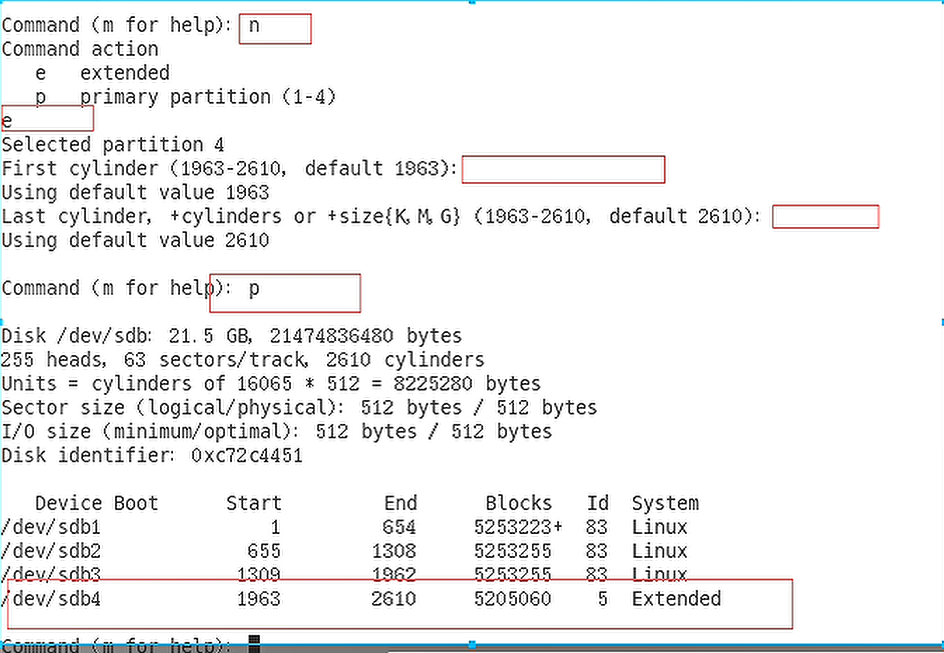 Command (m for help): n
Command action
e   extended
p   primary partition (1-4)
e
Selected partition 4
First cylinder (1963-2610, default 1963):
Using default value 1963
Last cylinder, +cylinders or +size{K,M,G} (1963-2610, default 2610):
Using default value 2610
Command (m for help): p
Disk /dev/sdb: 21.5 GB, 21474836480 bytes
255 heads, 63 sectors/track, 2610 cylinders
Units = cylinders of 16065 * 512 = 8225280 bytes
Sector size (logical/physical): 512 bytes / 512 bytes
I/O size (minimum/optimal): 512 bytes / 512 bytes
Disk identifier: 0xc72c4451
Device Boot      Start         End      Blocks   Id  System
/dev/sdb1               1         654     5253223+  83  Linux
/dev/sdb2             655        1308     5253255   83  Linux
/dev/sdb3            1309        1962     5253255   83  Linux
/dev/sdb4            1963        2610     5205060    5  Extended
Command (m for help):